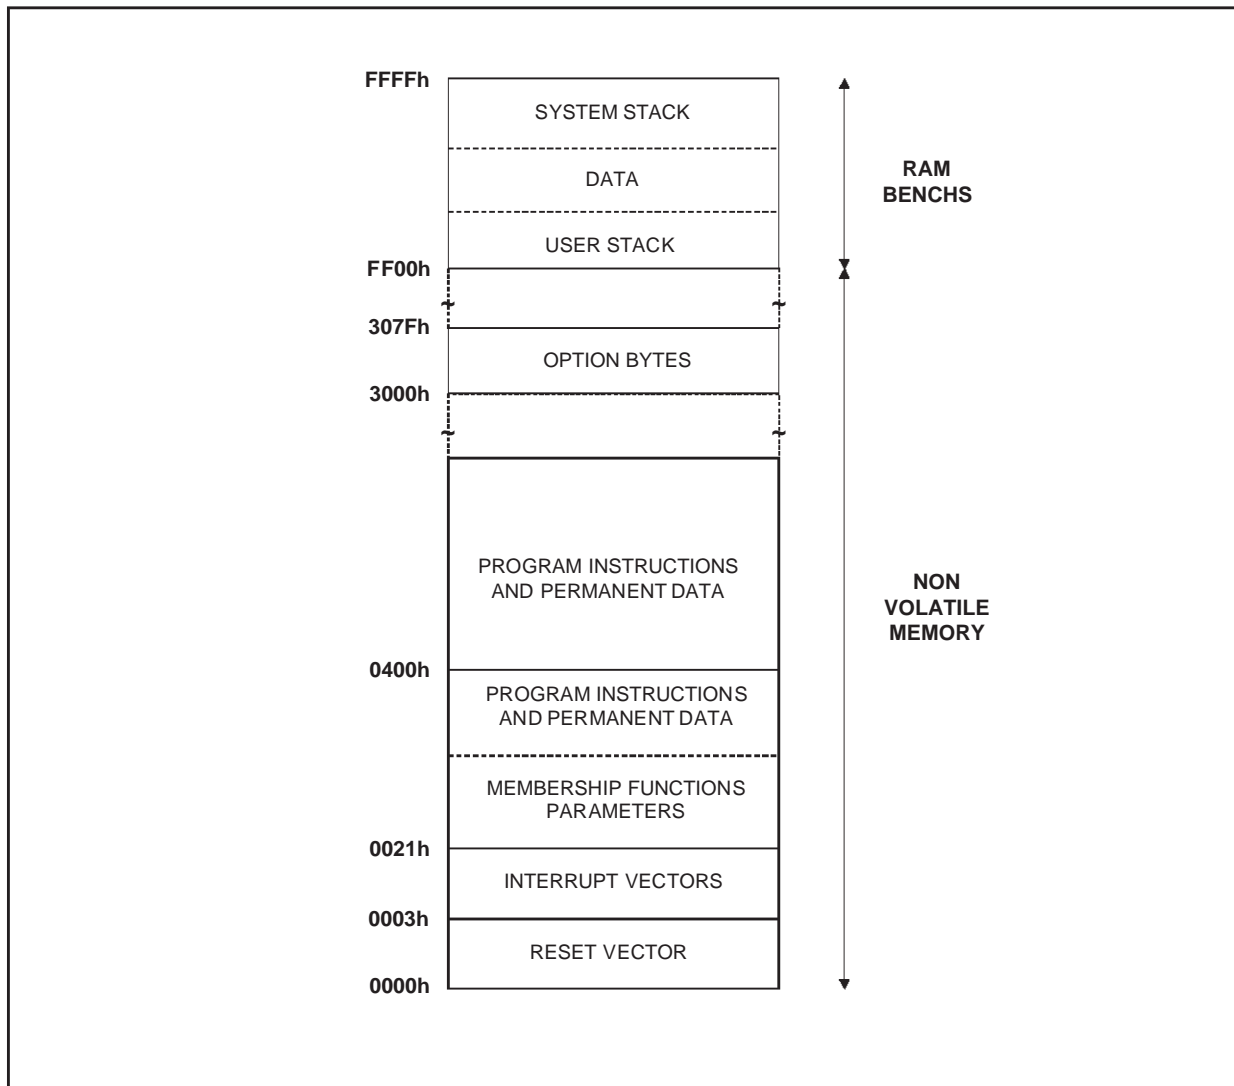 FFFFh
SYSTEM STACK
DATA
USER STACK
RAM
BENCHS
FF00h
307Fh
OPTION BYTES
3000h
PROGRAM INSTRUCTIONS
AND PERMANENT DATA
NON
VOLATILE
MEMORY
0400h
PROGRAM INSTRUCTIONS
AND PERMANENT DATA
MEMBERSHIP FUNCTIONS
PARAMETERS
0021h
INTERRUPT VECTORS
0003h
RESET VECTOR
0000h